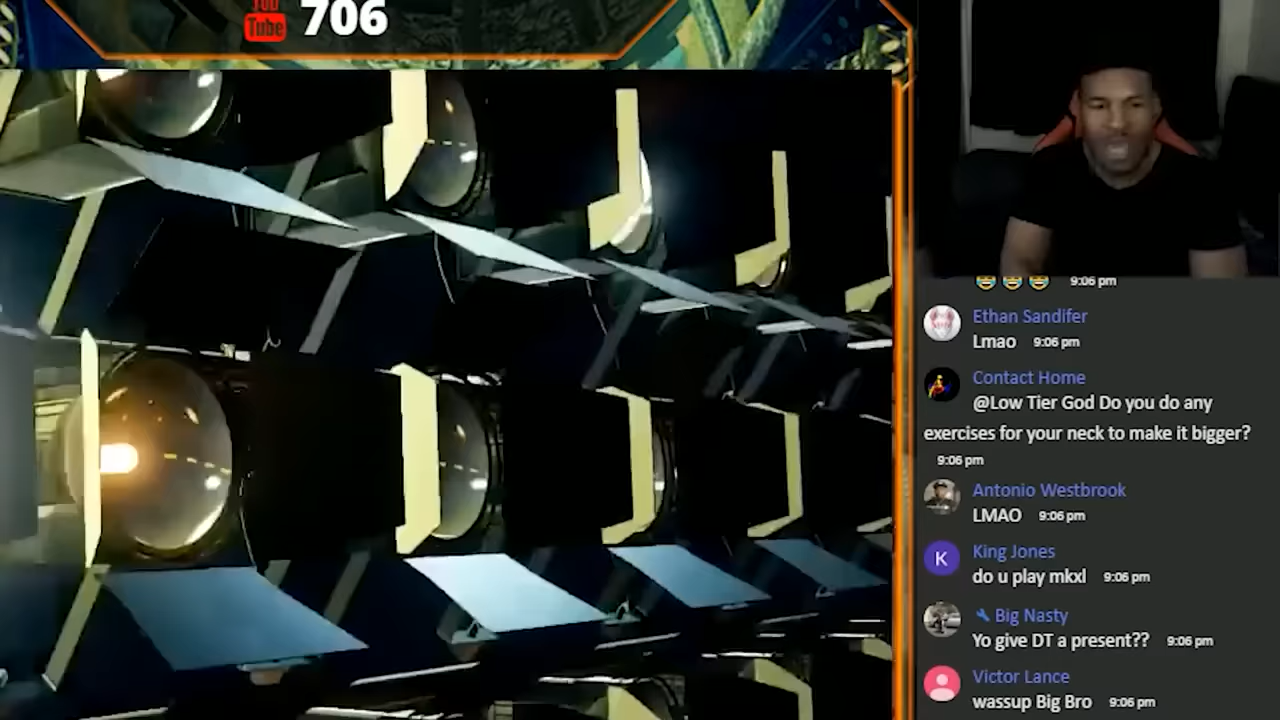 You
Tube 706
9:06 pm
Ethan Sandifer
Lmao 9:06 pm
Contact Home
@Low Tier God Do you do any
exercises for your neck to make it bigger?
9:06 pm
Antonio Westbrook
LMAO 9:06 pm
K King Jones
do u play mkxl 9:06 pm
Big Nasty
Yo give DT a present?? 9:06 pm
Victor Lance
wassup Big Bro 9:06 pm